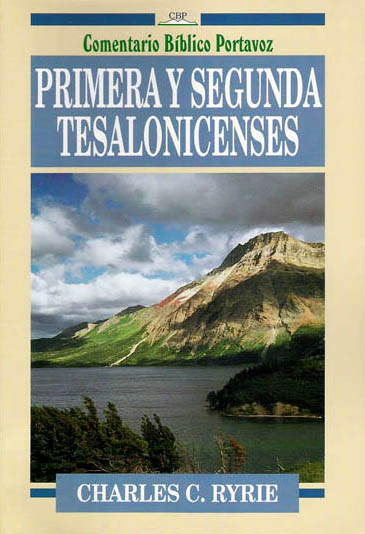 CBP
Comentario Bíblico Portavoz
PRIMERA Y SEGUNDA
TESALONICENSES
CHARLES C. RYRIE